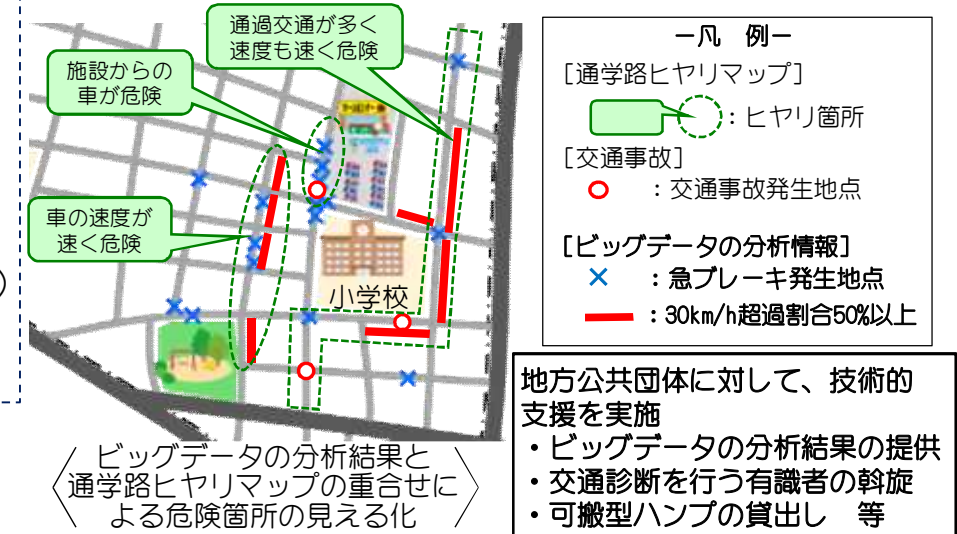 通過交通が多く
速度も速く危険
施設からの
車が危険
車の速度が
速く危険
小学校
ビッグデータの分析結果と
通学路ヒヤリマップの重合せに
よる危険箇所の見える化
ー凡　例ー
[通学路ヒヤリマップ]
：ヒヤリ箇所
[交通事故]
：交通事故発生地点
[ビッグデータの分析情報]
：急ブレーキ発生地点
：30km/h超過割合50%以上
地方公共団体に対して、技術的
支援を実施
・ビッグデータの分析結果の提供
・交通診断を行う有識者の斡旋
・可搬型ハンプの貸出し　等